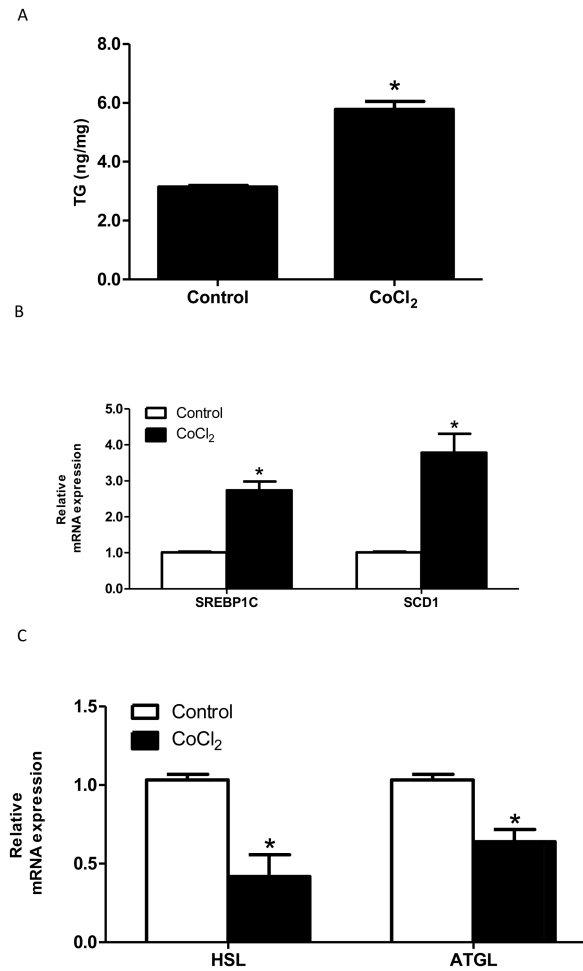 A
8.0
*
6.0
TG (ng/mg)
4.0
2.0
0.0
Control CoCl₂
B
5.0
Control
*
CoCl₂
4.0
Relative
mRNA expression
*
3.0
2.0
1.0
0.0
SREBP1C SCD1
C
1.5
Control
CoCl₂
Relative
mRNA expression
1.0
*
*
0.5
0.0
HSL ATGL